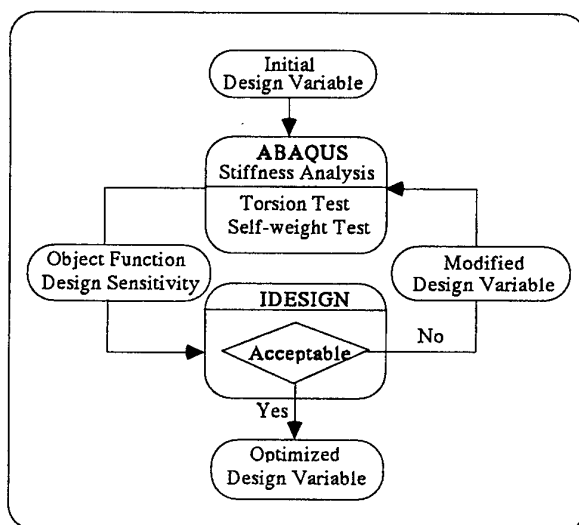 Initial
Design Variable
ABAQUS
Stiffness Analysis
Torsion Test
Self-weight Test
Object Function
Design Sensitivity
Modified
Design Variable
IDESIGN
Acceptable
No
Yes
Optimized
Design Variable